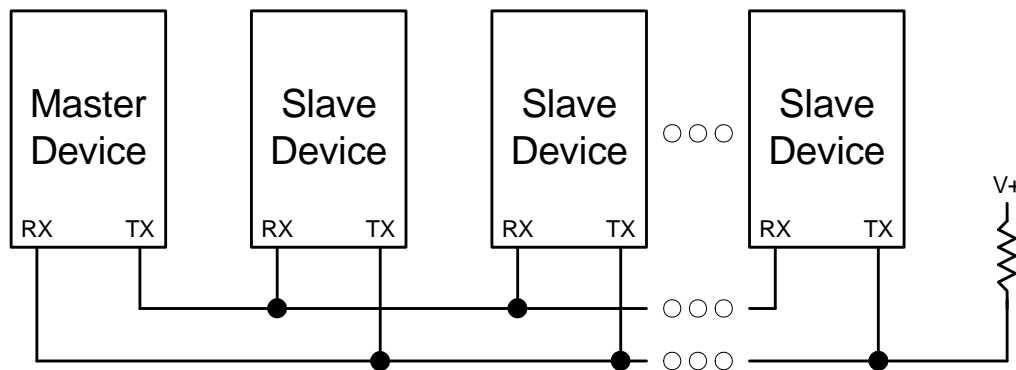 Master
Device
Slave
Device
Slave
Device
Slave
Device
V+
RX TX
RX TX
RX TX
RX TX